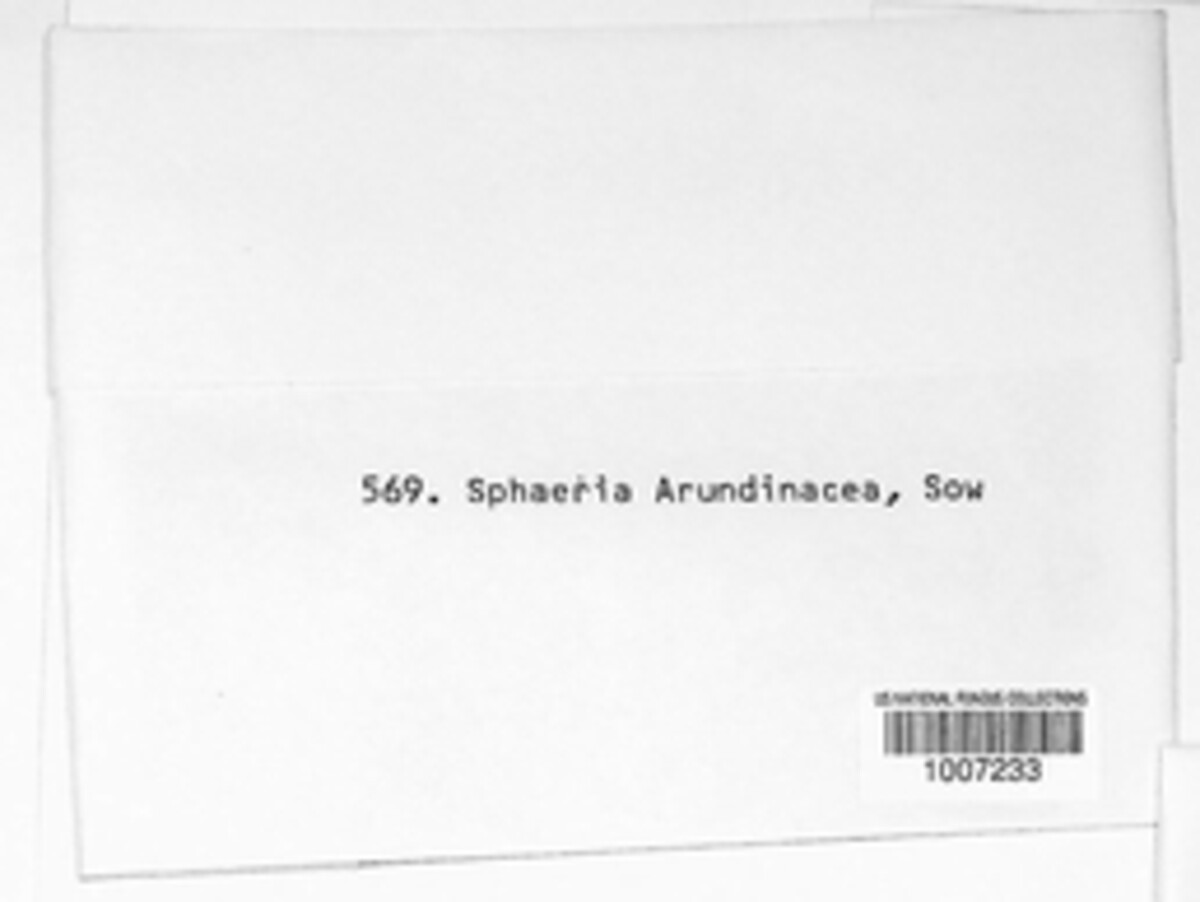 569. Sphaeria Arundinacea, Sow
US NATIONAL FUNGUS COLLECTIONS
1007233